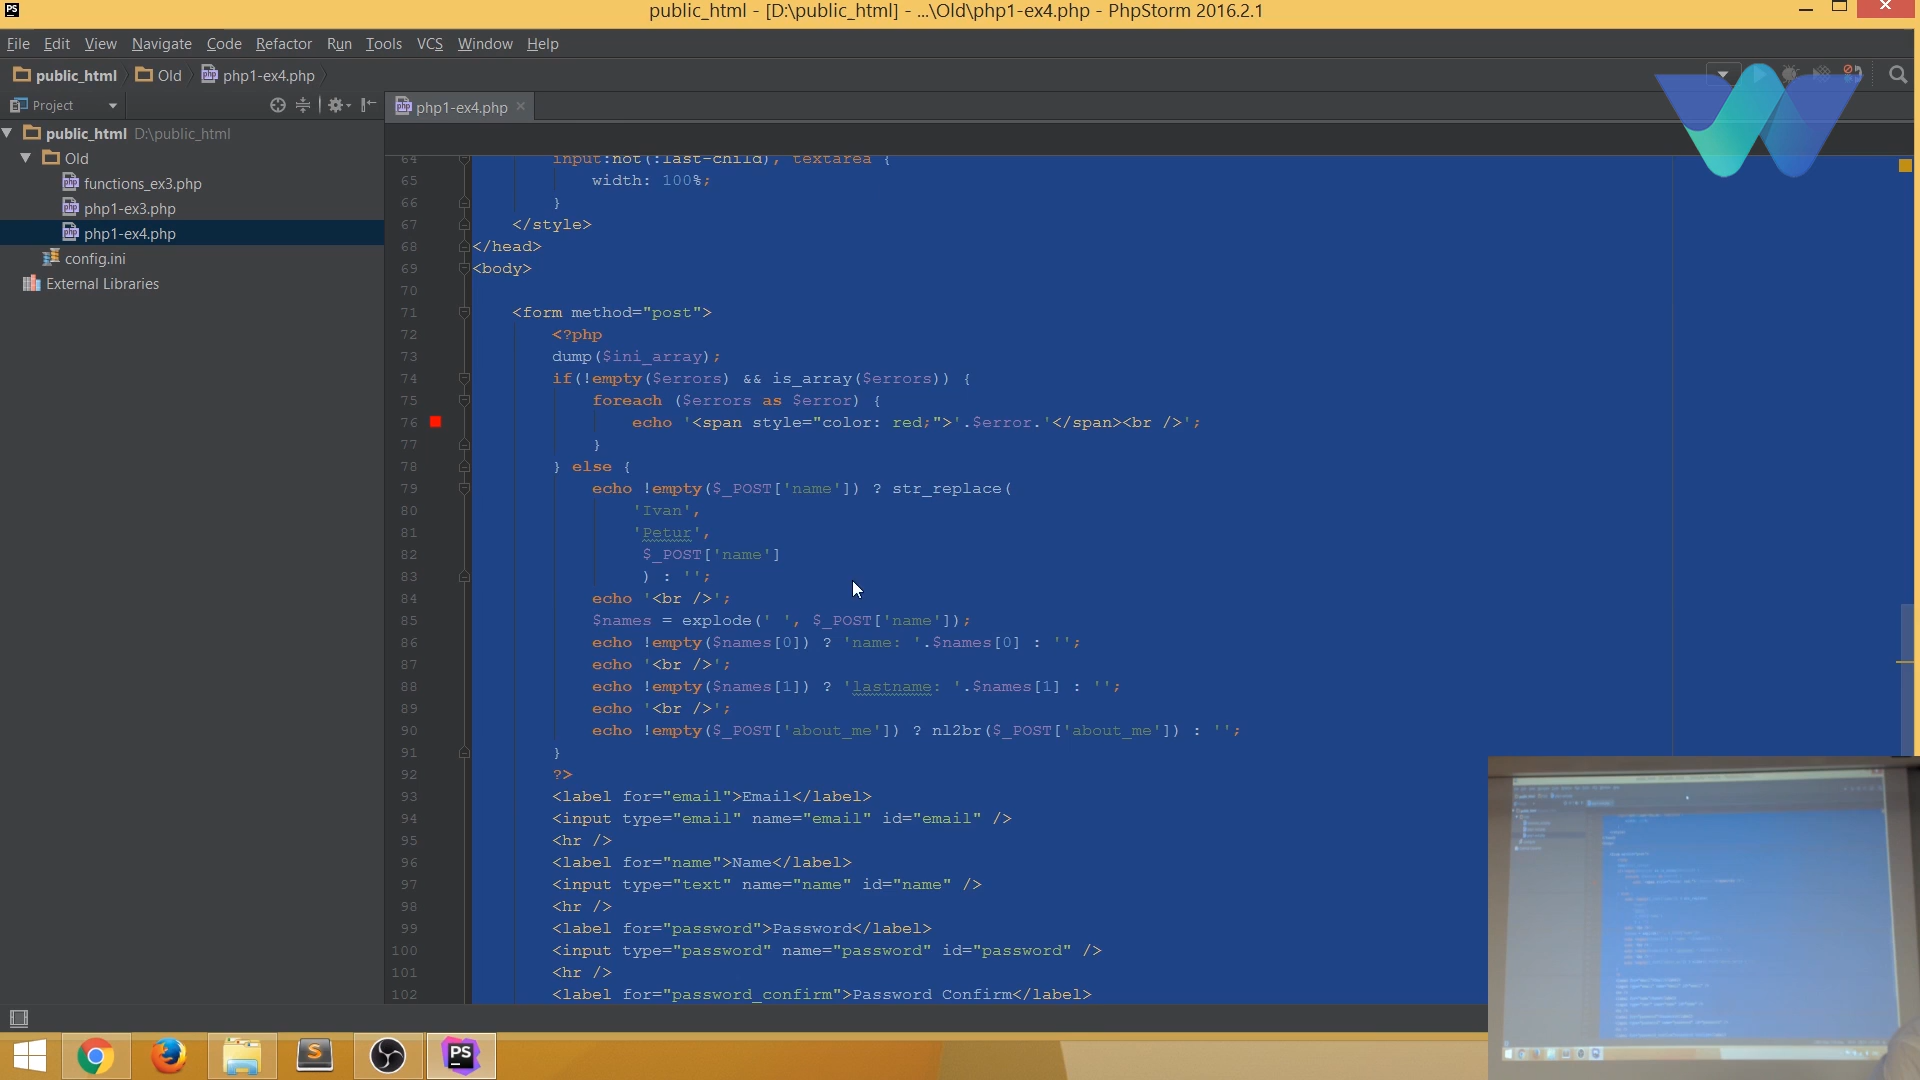 public_html - [D:\public_html] - ...\Old\php1-ex4.php - PhpStorm 2016.2.1
File Edit View Navigate Code Refactor Run Tools VCS Window Help
public_html Old php1-ex4.php
Project
php1-ex4.php
public_html D:\public_html
Old
functions_ex3.php
php1-ex3.php
php1-ex4.php
config.ini
External Libraries
64 input:not(:last-child), textarea {
65 width: 100%;
66 }
67 </style>
68 </head>
69 <body>
70
71 <form method="post">
72 <?php
73 dump($ini_array);
74 if(!empty($errors) && is_array($errors)) {
75 foreach ($errors as $error) {
76 echo '<span style="color: red;">'.$error.'</span><br />';
77 }
78 } else {
79 echo !empty($_POST['name']) ? str_replace(
80 'Ivan',
81 'Petur',
82 $_POST['name']
83 ) : '';
84 echo '<br />';
85 $names = explode(' ', $_POST['name']);
86 echo !empty($names[0]) ? 'name: '.$names[0] : '';
87 echo '<br />';
88 echo !empty($names[1]) ? 'lastname: '.$names[1] : '';
89 echo '<br />';
90 echo !empty($_POST['about_me']) ? nl2br($_POST['about_me']) : '';
91 }
92 ?>
93 <label for="email">Email</label>
94 <input type="email" name="email" id="email" />
95 <hr />
96 <label for="name">Name</label>
97 <input type="text" name="name" id="name" />
98 <hr />
99 <label for="password">Password</label>
100 <input type="password" name="password" id="password" />
101 <hr />
102 <label for="password_confirm">Password Confirm</label>